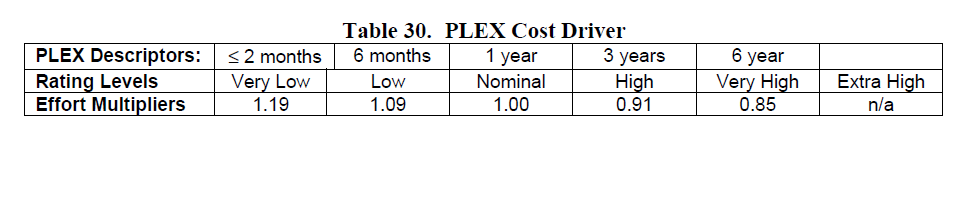 Table 30. PLEX Cost Driver
PLEX Descriptors: ≤ 2 months 6 months 1 year 3 years 6 year
Rating Levels Very Low Low Nominal High Very High Extra High
Effort Multipliers 1.19 1.09 1.00 0.91 0.85 n/a